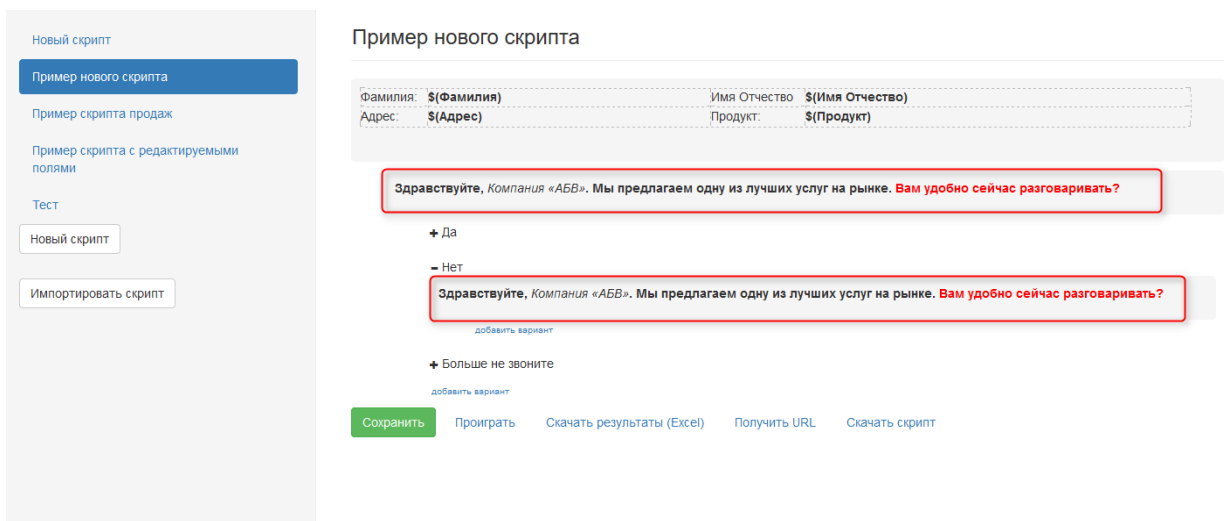 Новый скрипт
Пример нового скрипта
Пример скрипта продаж
Пример скрипта с редактируемыми
полями
Тест
Новый скрипт
Импортировать скрипт
Пример нового скрипта
Фамилия: $(Фамилия) Имя Отчество $(Имя Отчество)
Адрес: $(Адрес) Продукт: $(Продукт)
Здравствуйте, Компания «АБВ». Мы предлагаем одну из лучших услуг на рынке. Вам удобно сейчас разговаривать?
+ Да
- Нет
Здравствуйте, Компания «АБВ». Мы предлагаем одну из лучших услуг на рынке. Вам удобно сейчас разговаривать?
добавить вариант
+ Больше не звоните
добавить вариант
Сохранить Проиграть Скачать результаты (Excel) Получить URL Скачать скрипт